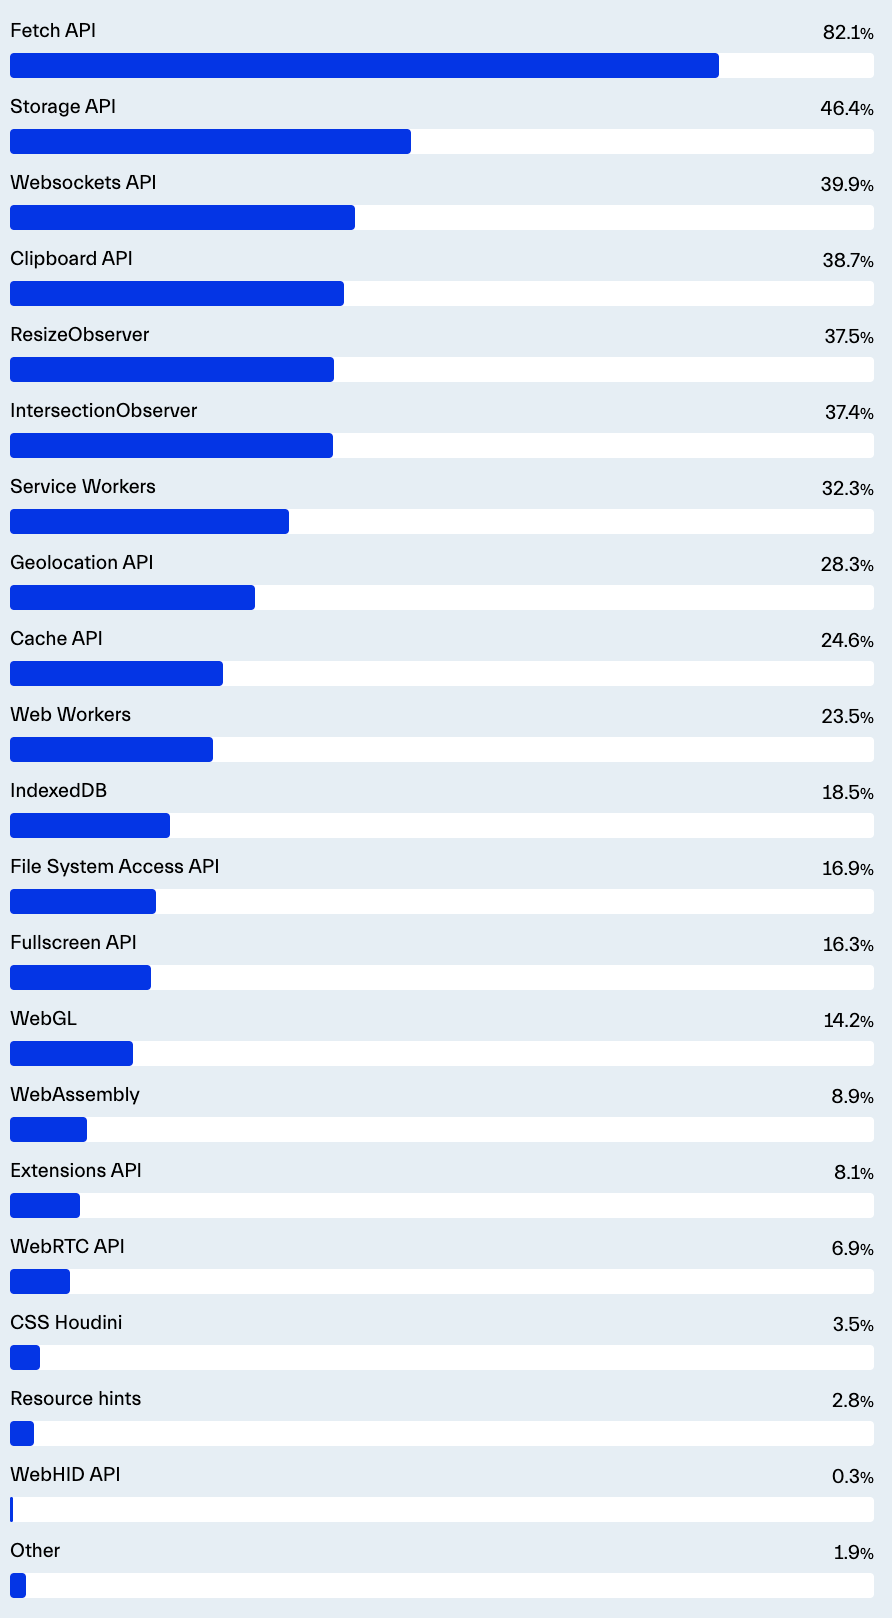 Fetch API 82.1%
Storage API 46.4%
Websockets API 39.9%
Clipboard API 38.7%
ResizeObserver 37.5%
IntersectionObserver 37.4%
Service Workers 32.3%
Geolocation API 28.3%
Cache API 24.6%
Web Workers 23.5%
IndexedDB 18.5%
File System Access API 16.9%
Fullscreen API 16.3%
WebGL 14.2%
WebAssembly 8.9%
Extensions API 8.1%
WebRTC API 6.9%
CSS Houdini 3.5%
Resource hints 2.8%
WebHID API 0.3%
Other 1.9%